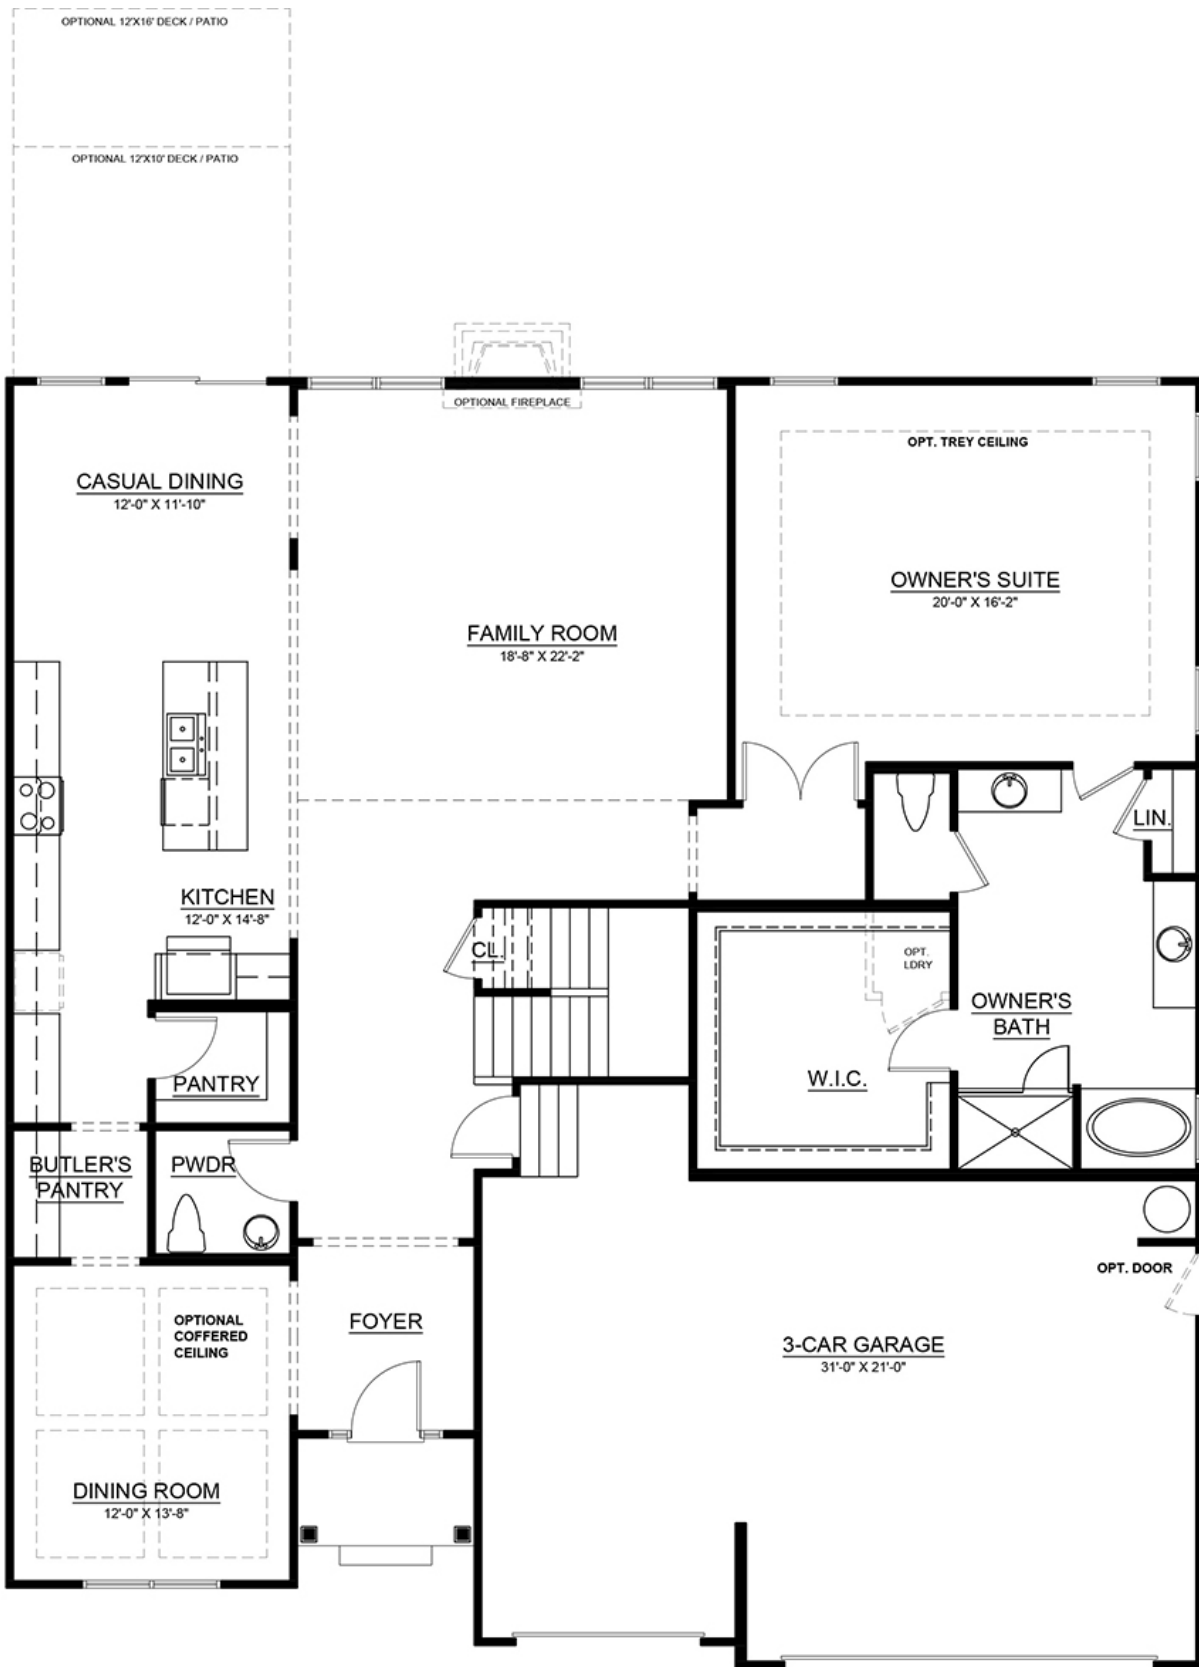 OPTIONAL 12'X16' DECK / PATIO
OPTIONAL 12'X10' DECK / PATIO
OPTIONAL FIREPLACE
OPT. TREY CEILING
CASUAL DINING
12'-0" X 11'-10"
OWNER'S SUITE
20'-0" X 16'-2"
FAMILY ROOM
18'-8" X 22'-2"
LIN.
KITCHEN
12'-0" X 14'-8"
CL.
OPT.
LDRY
OWNER'S
BATH
W.I.C.
PANTRY
BUTLER'S
PANTRY
PWDR
OPT. DOOR
OPTIONAL
COFFERED
CEILING
FOYER
3-CAR GARAGE
31'-0" X 21'-0"
DINING ROOM
12'-0" X 13'-8"